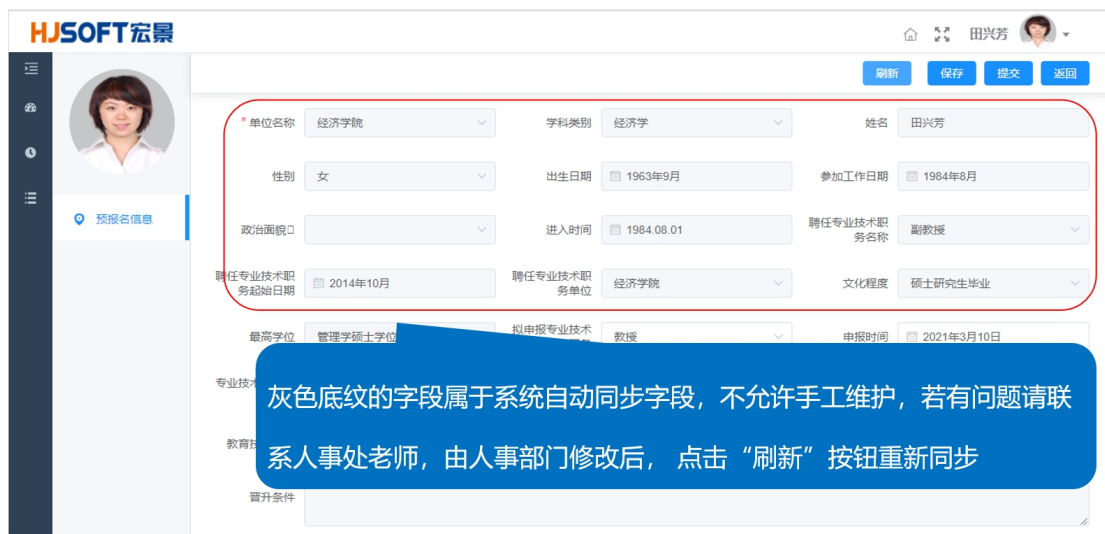 HJSOFT宏景
田兴芳
刷新 保存 提交 返回
* 单位名称 经济学院 学科类别 经济学 姓名 田兴芳
性别 女 出生日期 1963年9月 参加工作日期 1984年8月
政治面貌 进入时间 1984.08.01 聘任专业技术职
务名称 副教授
预报名信息
聘任专业技术职
务起始日期 2014年10月 聘任专业技术职
务单位 经济学院 文化程度 硕士研究生毕业
最高学位 管理学硕士学位 拟申报专业技术 教授 申报时间 2021年3月10日
专业技术
教育技
灰色底纹的字段属于系统自动同步字段，不允许手工维护，若有问题请联
系人事处老师，由人事部门修改后， 点击“刷新”按钮重新同步
晋升条件